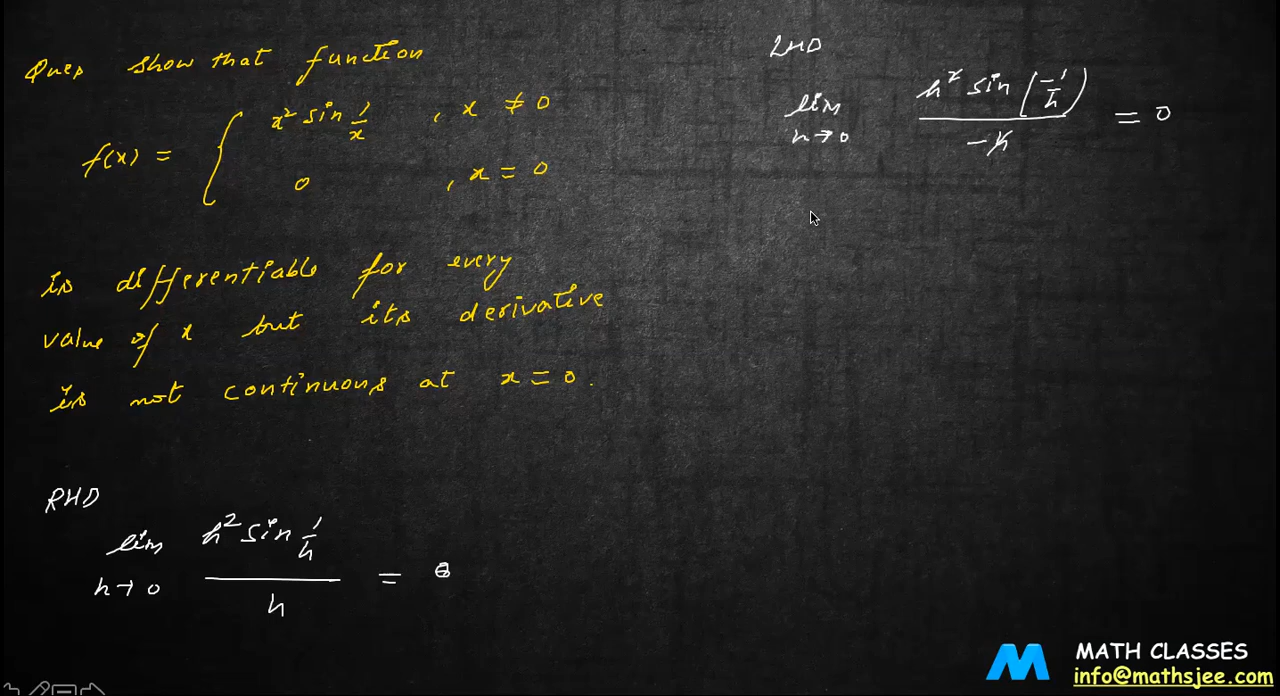 Ques show that function
f(x) = { x² sin 1/x , x ≠ 0
0 , x = 0
is differentiable for every
value of x but its derivative
is not continuous at x = 0.
RHD
lim h→0 h² sin 1/h / h = 0
LHD
lim h→0 h² sin (-1/h) / -h = 0
MATH CLASSES
info@mathsjee.com